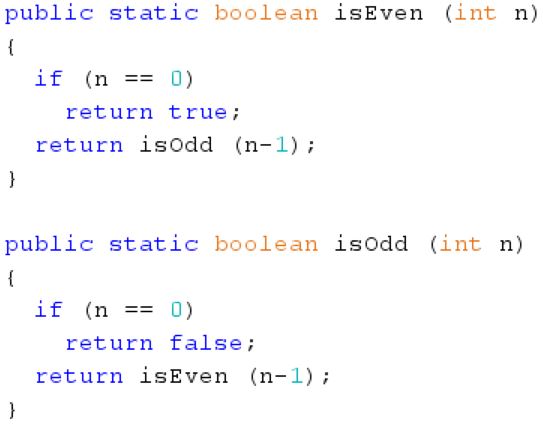 public static boolean isEven (int n)
{
  if (n == 0)
    return true;
  return isOdd (n-1);
}

public static boolean isOdd (int n)
{
  if (n == 0)
    return false;
  return isEven (n-1);
}